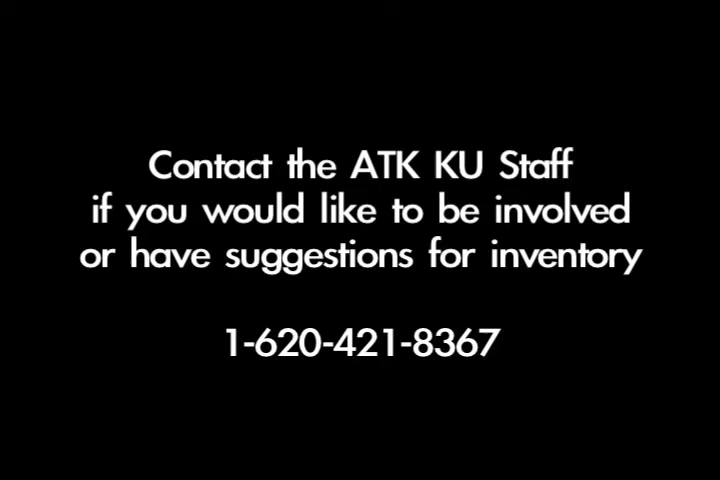 Contact the ATK KU Staff
if you would like to be involved
or have suggestions for inventory
1-620-421-8367